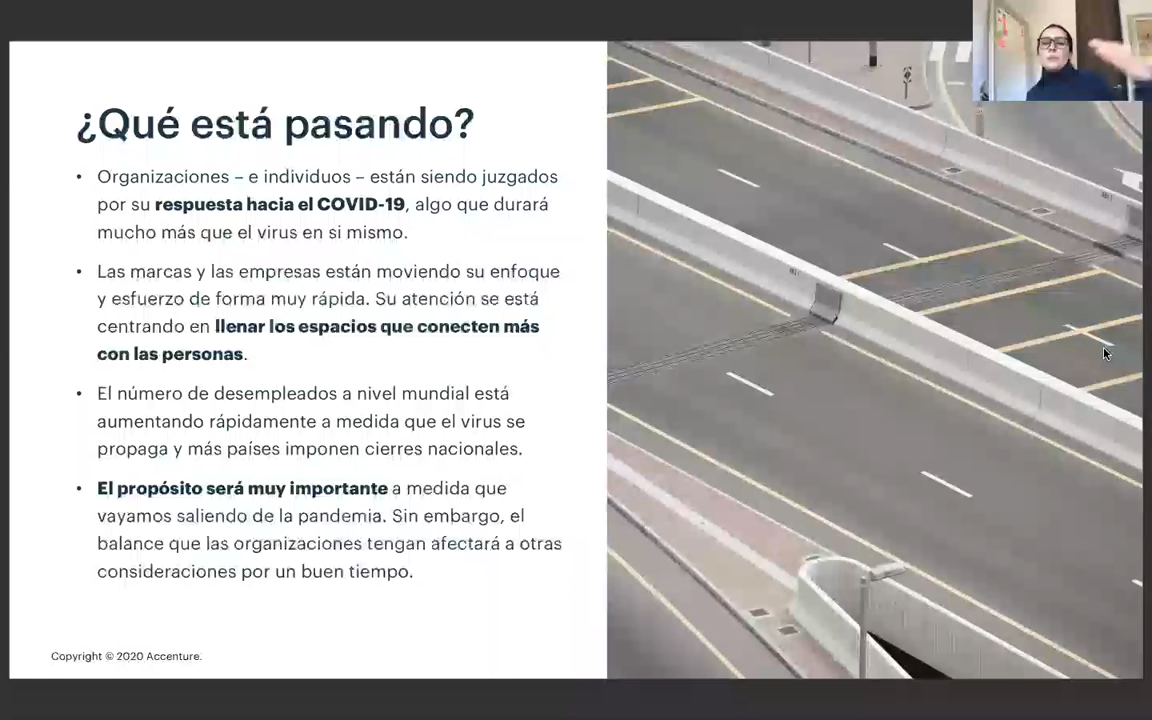 ¿Qué está pasando?
• Organizaciones – e individuos – están siendo juzgados
por su respuesta hacia el COVID-19, algo que durará
mucho más que el virus en si mismo.
• Las marcas y las empresas están moviendo su enfoque
y esfuerzo de forma muy rápida. Su atención se está
centrando en llenar los espacios que conecten más
con las personas.
• El número de desempleados a nivel mundial está
aumentando rápidamente a medida que el virus se
propaga y más países imponen cierres nacionales.
• El propósito será muy importante a medida que
vayamos saliendo de la pandemia. Sin embargo, el
balance que las organizaciones tengan afectará a otras
consideraciones por un buen tiempo.
Copyright © 2020 Accenture.